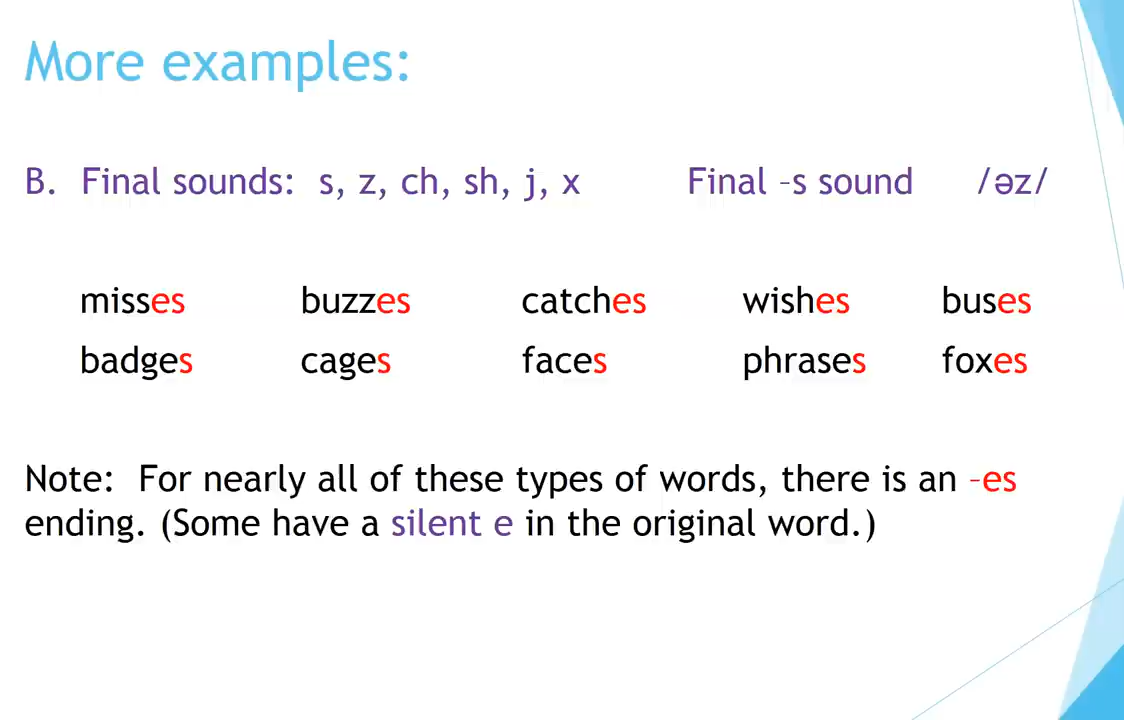 More examples:
B. Final sounds: s, z, ch, sh, j, x Final –s sound /əz/
misses buzzes catches wishes buses
badges cages faces phrases foxes
Note: For nearly all of these types of words, there is an –es
ending. (Some have a silent e in the original word.)